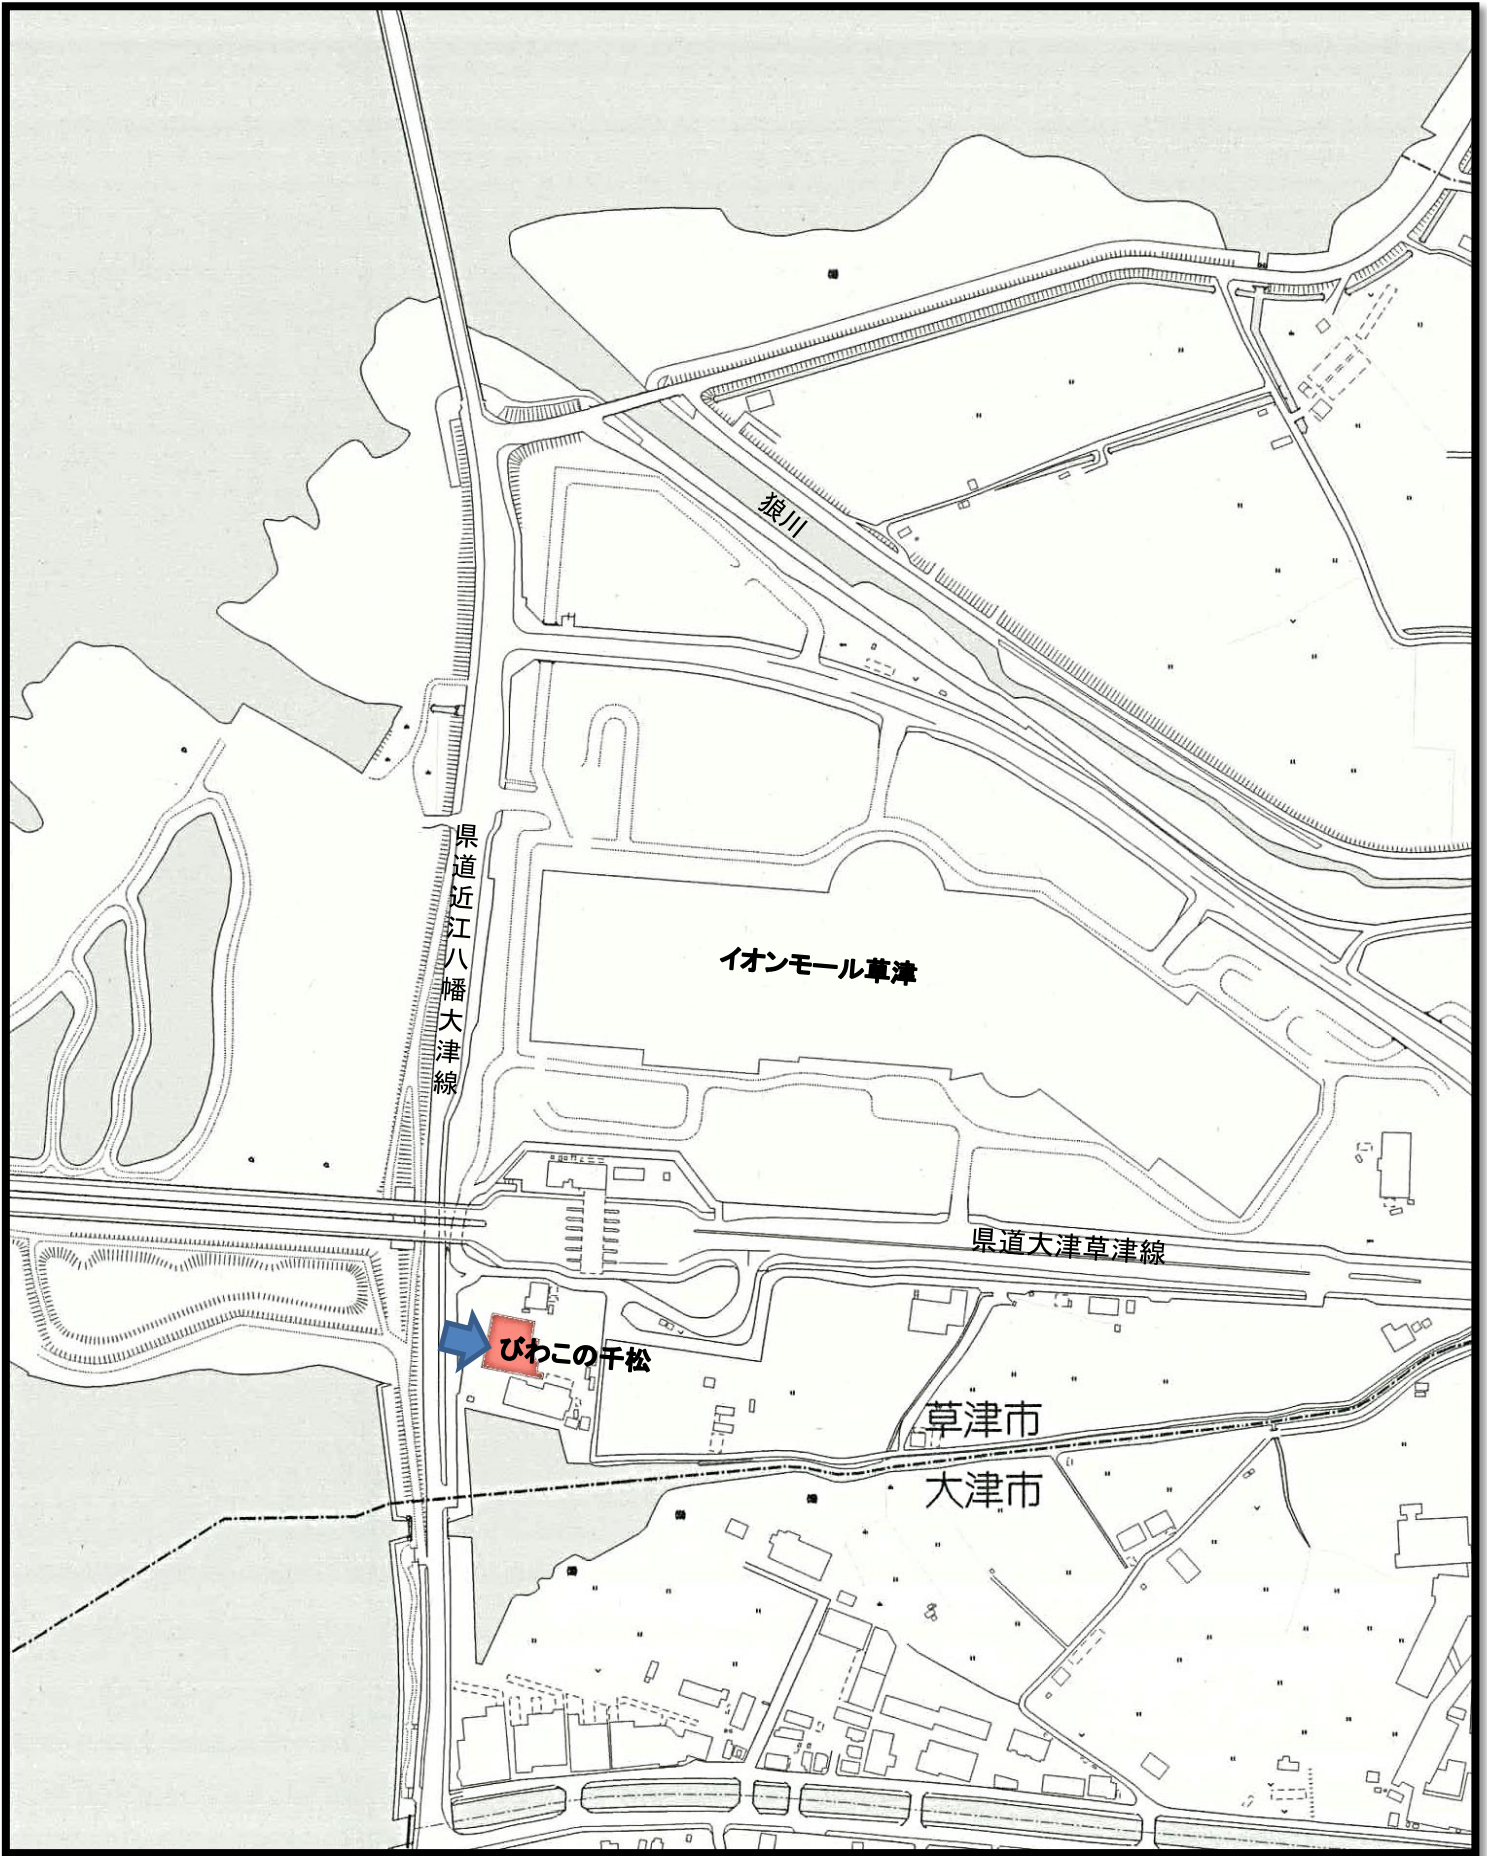 狼川
県道近江八幡大津線
イオンモール草津
県道大津草津線
びわこの千松
草津市
大津市